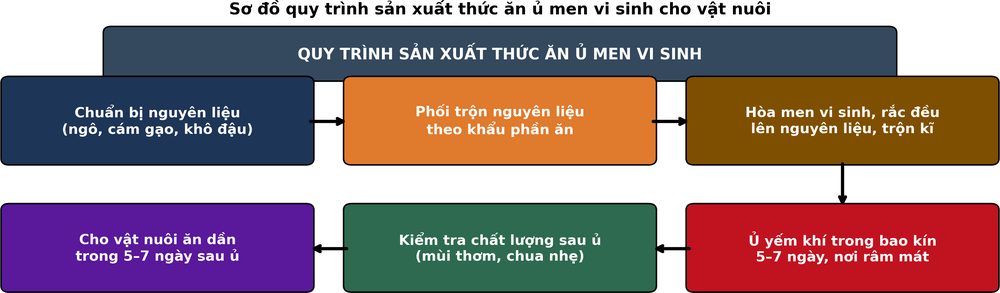 Sơ đồ quy trình sản xuất thức ăn ủ men vi sinh cho vật nuôi
QUY TRÌNH SẢN XUẤT THỨC ĂN Ủ MEN VI SINH
Chuẩn bị nguyên liệu
(ngô, cám gạo, khô đậu)
Phối trộn nguyên liệu
theo khẩu phần ăn
Hòa men vi sinh, rắc đều
lên nguyên liệu, trộn kĩ
Ủ yếm khí trong bao kín
5–7 ngày, nơi râm mát
Kiểm tra chất lượng sau ủ
(mùi thơm, chua nhẹ)
Cho vật nuôi ăn dần
trong 5–7 ngày sau ủ